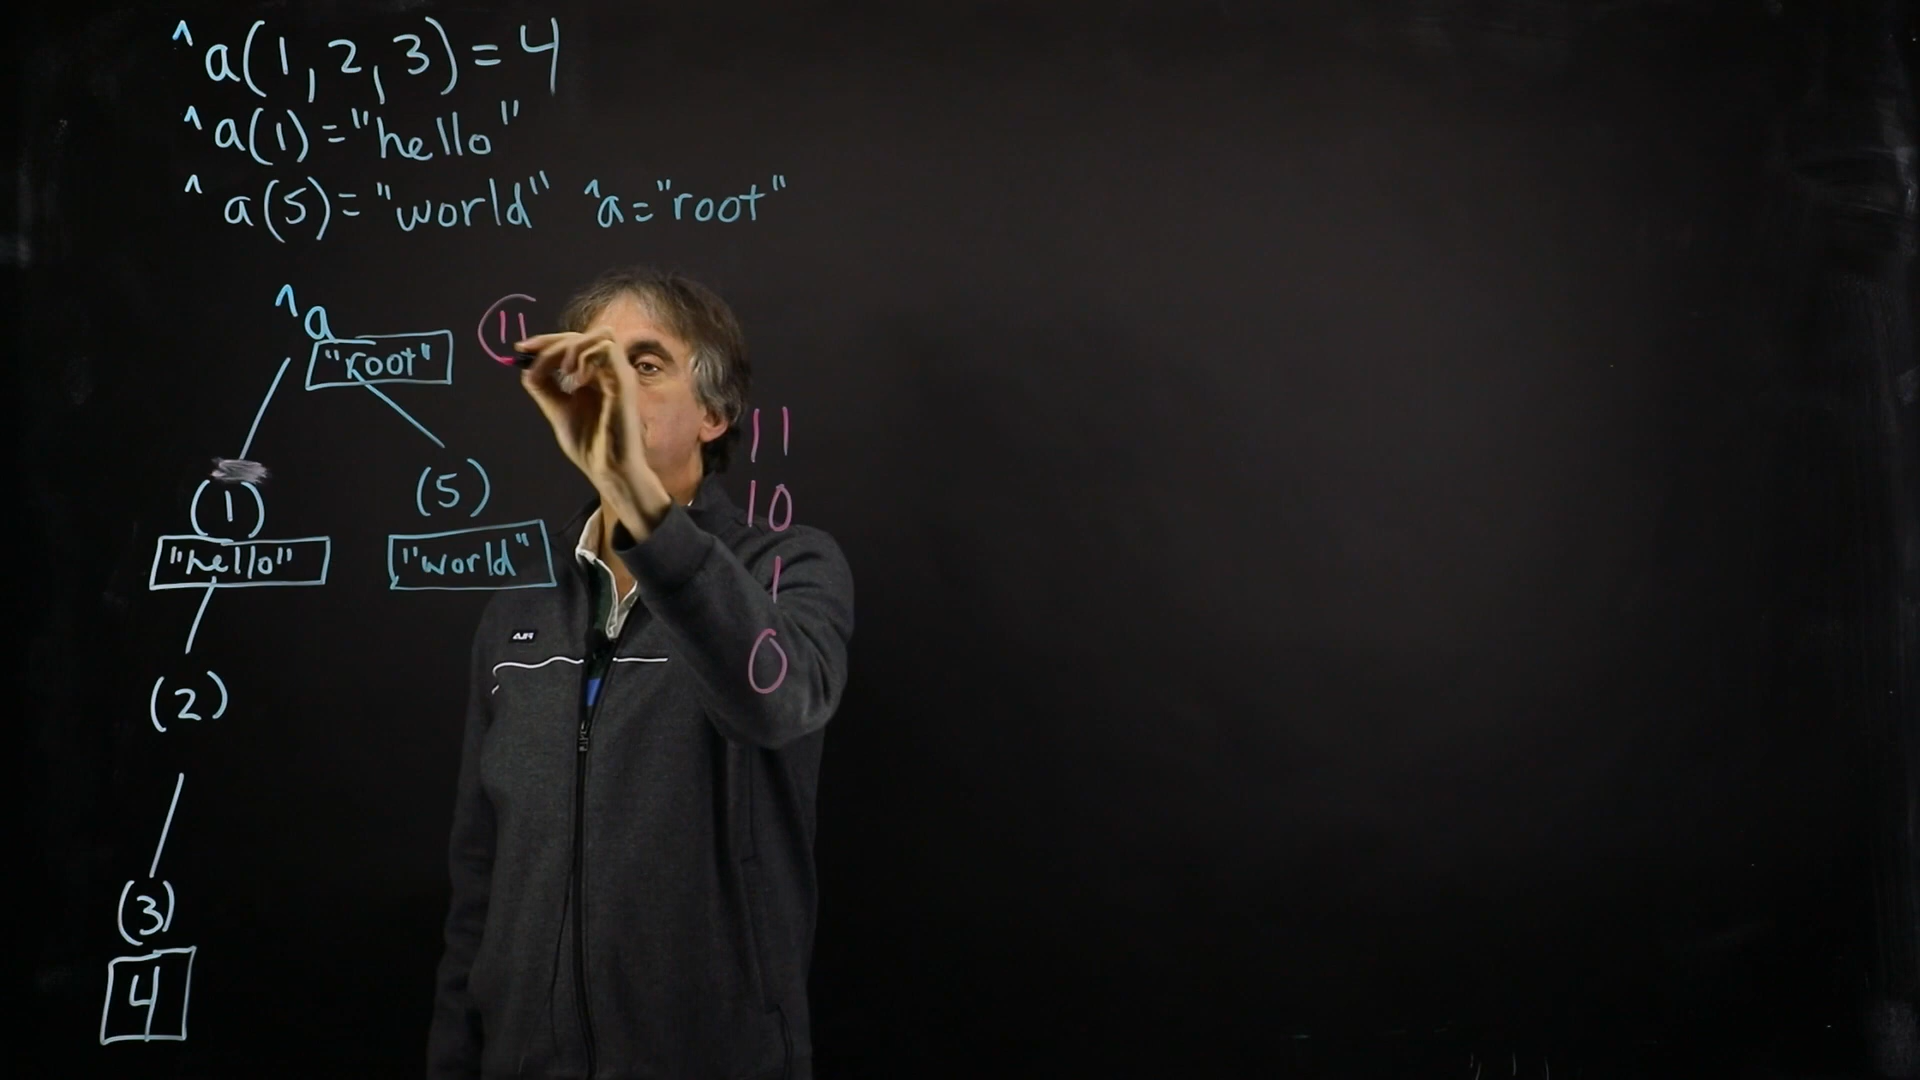 ^a(1,2,3)=4
^a(1)="hello"
^a(5)="world" ^a="root"
^a
"root"
11
11
10
1
0
(1)
(5)
"hello"
"world"
(2)
(3)
4